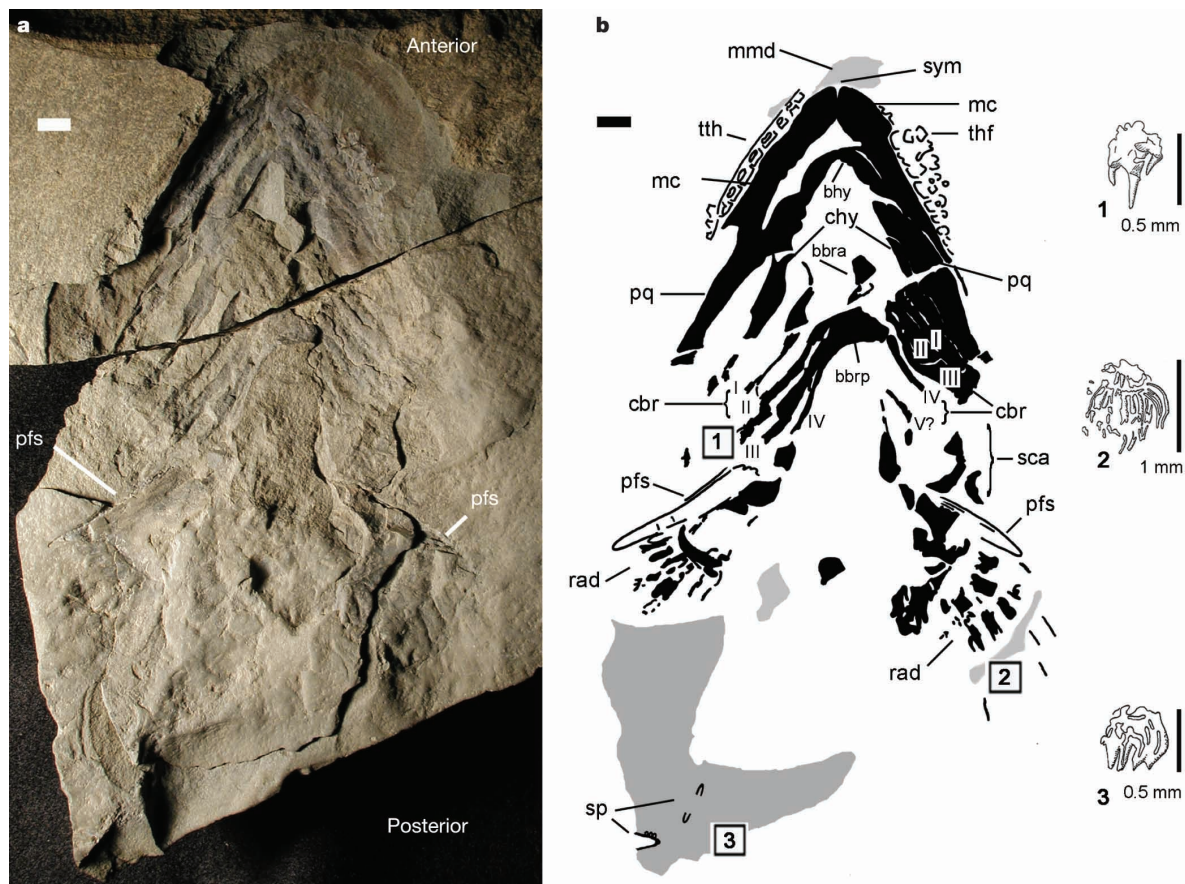 a
Anterior
pfs
pfs
Posterior
b
mmd
sym
mc
tth
thf
mc
bhy
chy
bbra
pq
pq
I
II
III
bbrp
I
cbr
II
IV
IV
cbr
V?
1
III
sca
pfs
pfs
rad
rad
2
sp
3
1
0.5 mm
2
1 mm
3
0.5 mm